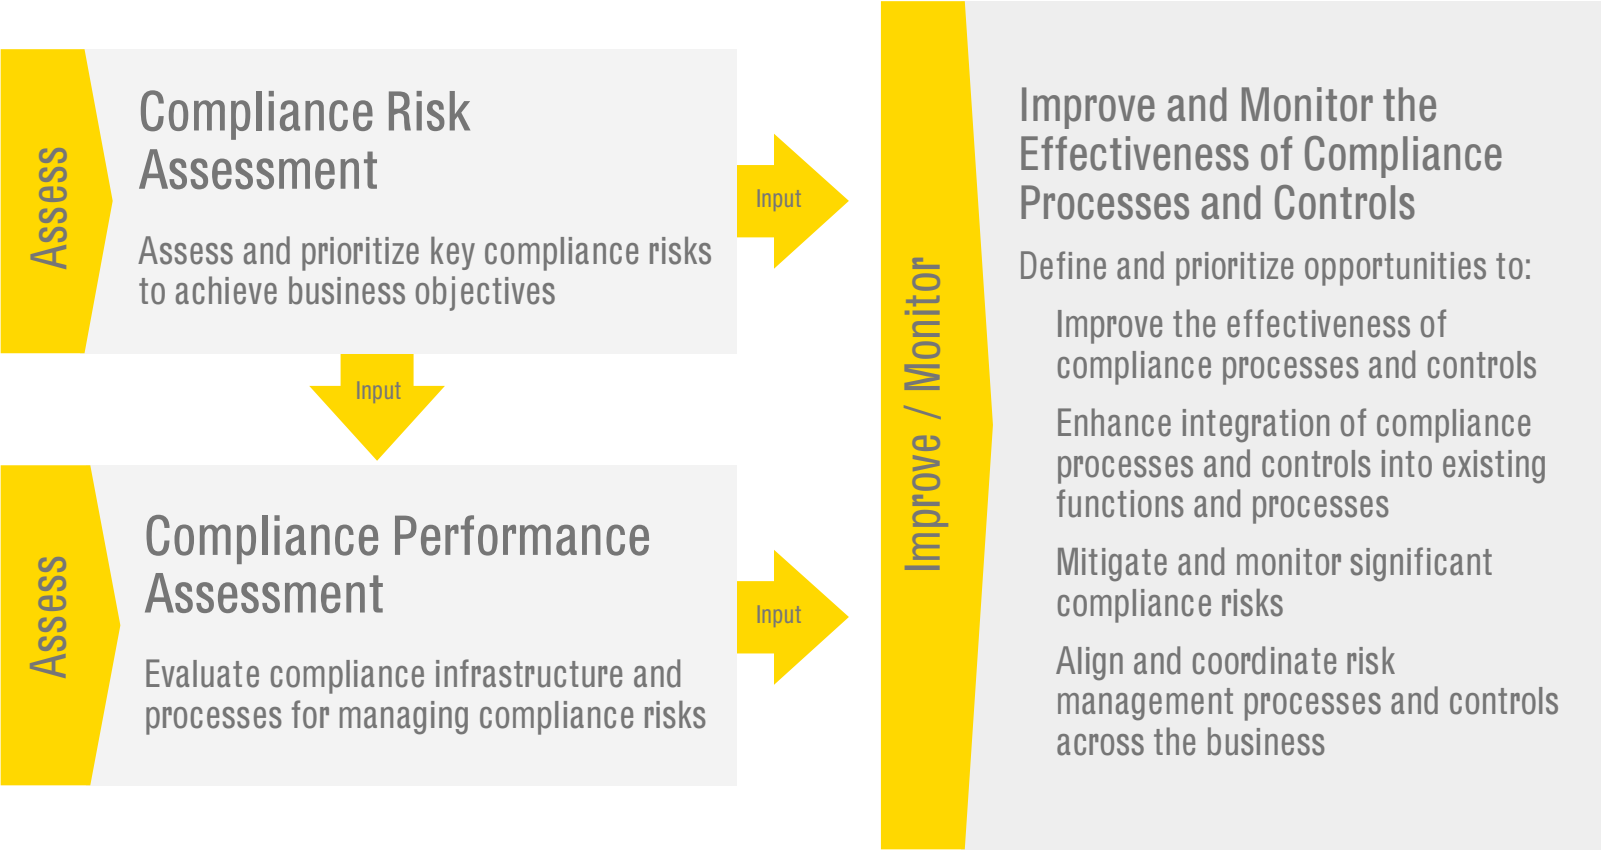 Assess
Compliance Risk
Assessment
Assess and prioritize key compliance risks
to achieve business objectives
Input
Input
Assess
Compliance Performance
Assessment
Evaluate compliance infrastructure and
processes for managing compliance risks
Input
Improve / Monitor
Improve and Monitor the
Effectiveness of Compliance
Processes and Controls
Define and prioritize opportunities to:
Improve the effectiveness of
compliance processes and controls
Enhance integration of compliance
processes and controls into existing
functions and processes
Mitigate and monitor significant
compliance risks
Align and coordinate risk
management processes and controls
across the business